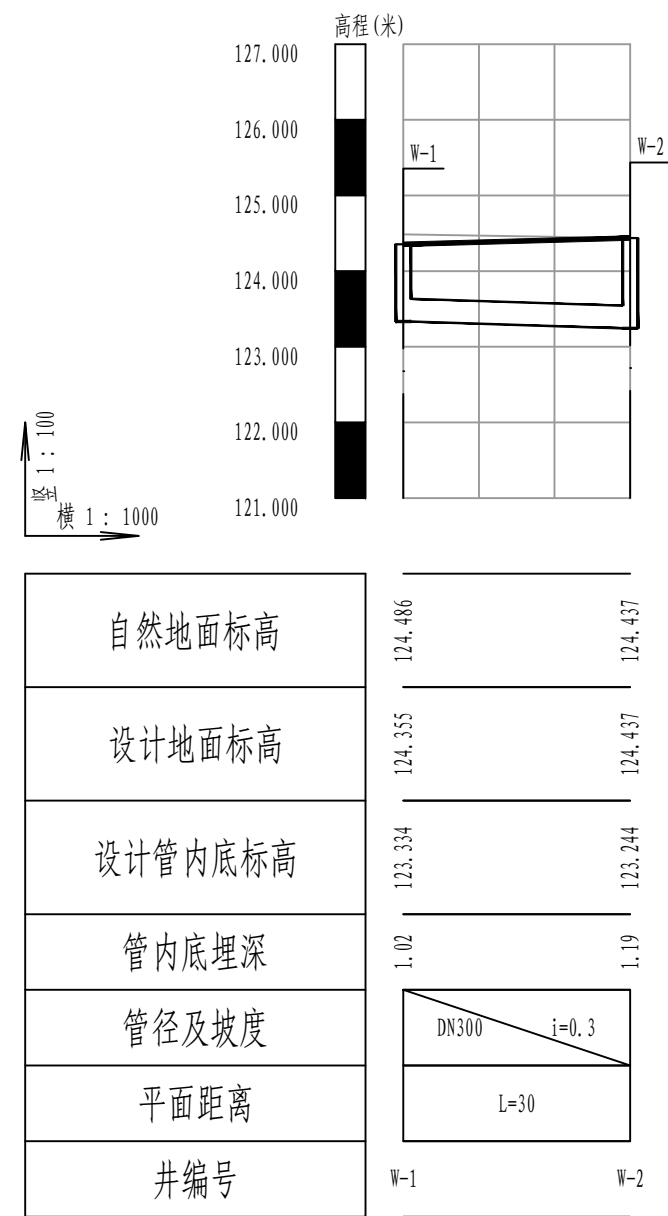 高程(米)
127.000
126.000
W-1
W-2
125.000
124.000
123.000
122.000
121.000
竖 1:100
横 1:1000
自然地面标高
124.486
124.437
设计地面标高
124.355
124.437
设计管内底标高
123.334
123.244
管内底埋深
1.02
1.19
管径及坡度
DN300
i=0.3
平面距离
L=30
井编号
W-1
W-2